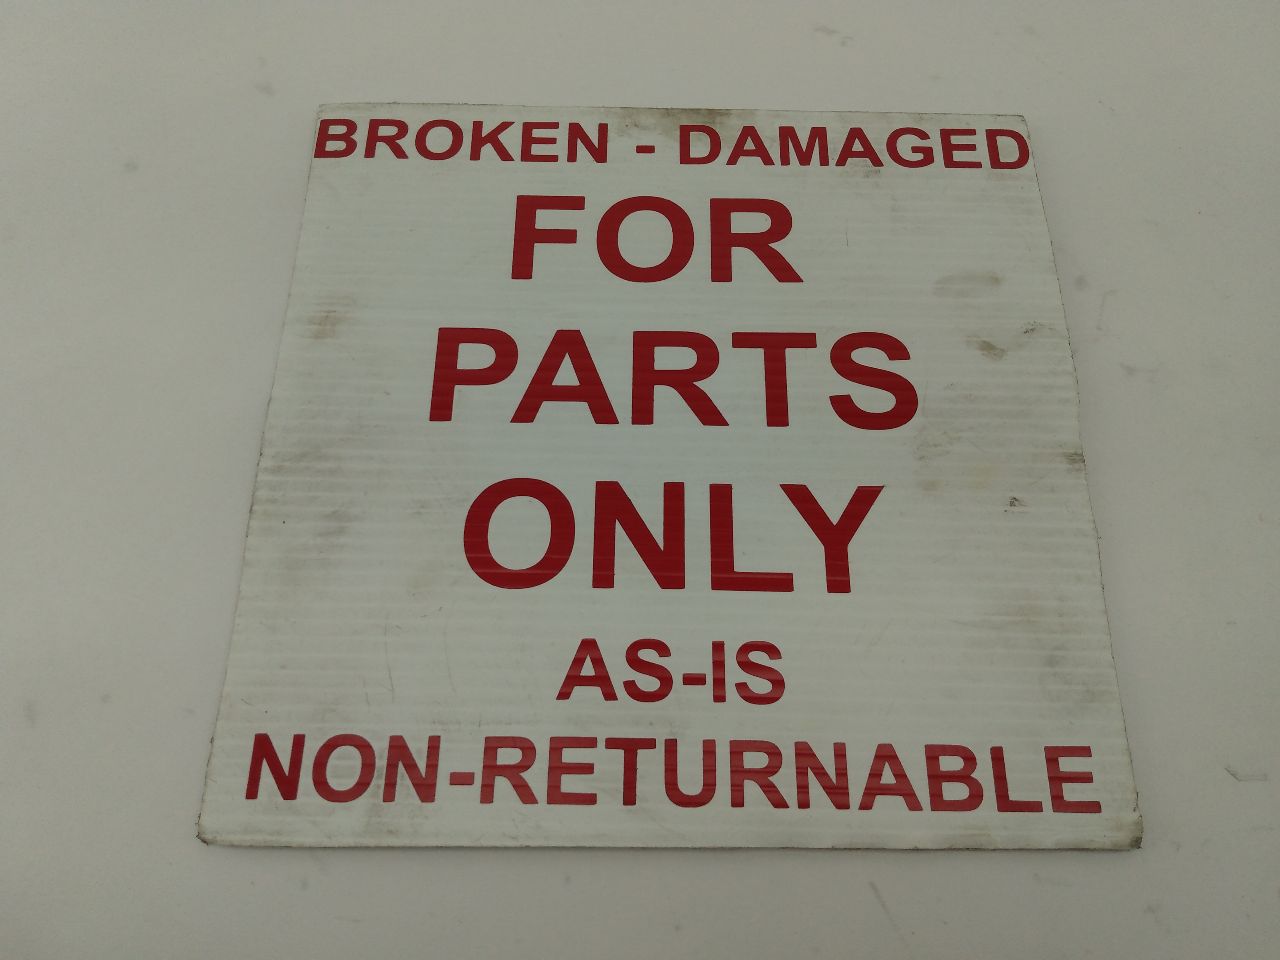 BROKEN - DAMAGED
FOR
PARTS
ONLY
AS-IS
NON-RETURNABLE